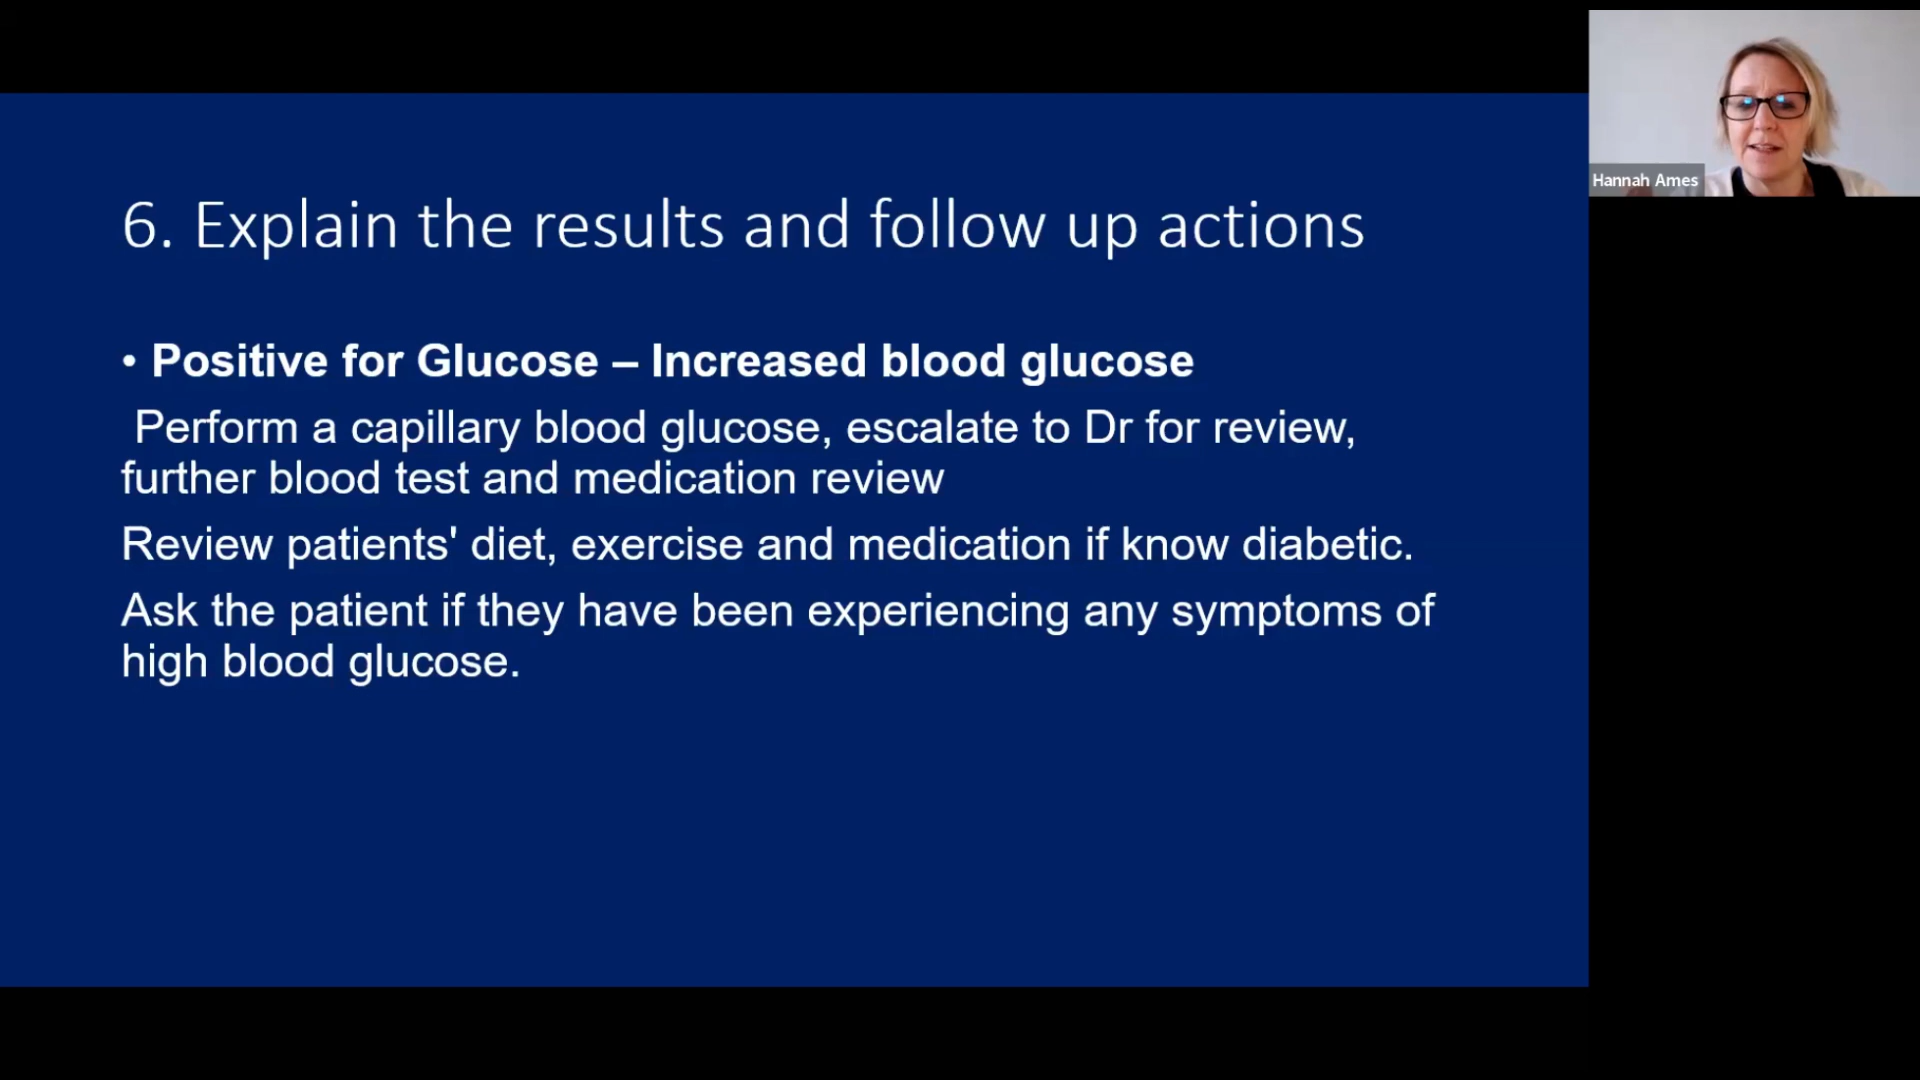 6. Explain the results and follow up actions
• Positive for Glucose – Increased blood glucose
Perform a capillary blood glucose, escalate to Dr for review,
further blood test and medication review
Review patients' diet, exercise and medication if know diabetic.
Ask the patient if they have been experiencing any symptoms of
high blood glucose.
Hannah Ames